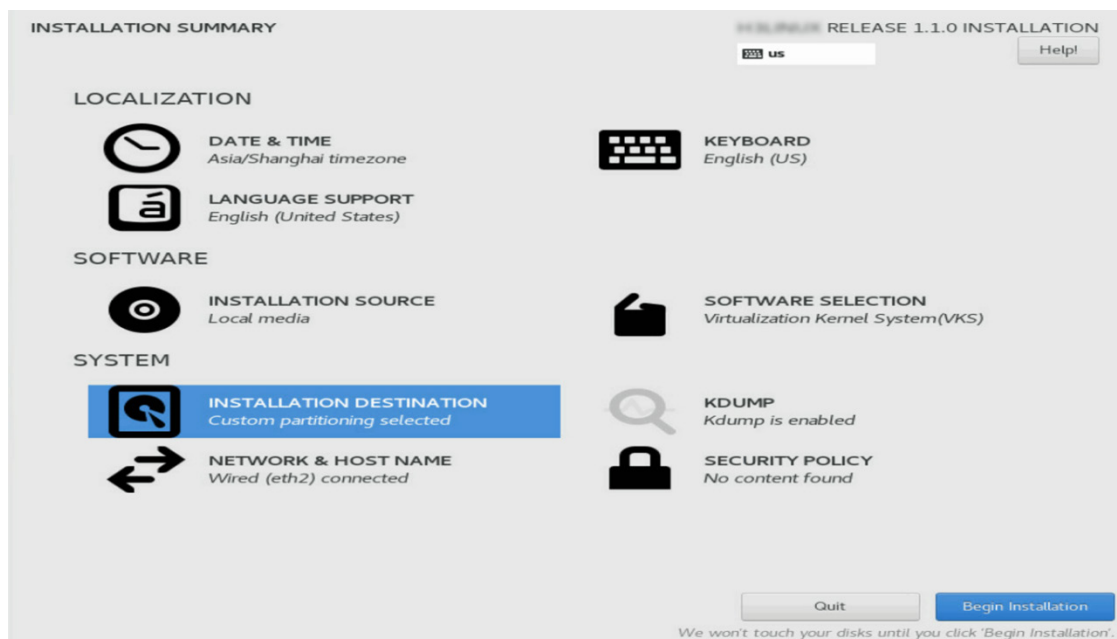 INSTALLATION SUMMARY
RELEASE 1.1.0 INSTALLATION
us
Help!
LOCALIZATION
DATE & TIME
Asia/Shanghai timezone
KEYBOARD
English (US)
á
LANGUAGE SUPPORT
English (United States)
SOFTWARE
INSTALLATION SOURCE
Local media
SOFTWARE SELECTION
Virtualization Kernel System(VKS)
SYSTEM
INSTALLATION DESTINATION
Custom partitioning selected
KDUMP
Kdump is enabled
NETWORK & HOST NAME
Wired (eth2) connected
SECURITY POLICY
No content found
Quit
Begin Installation
We won't touch your disks until you click 'Begin Installation'.